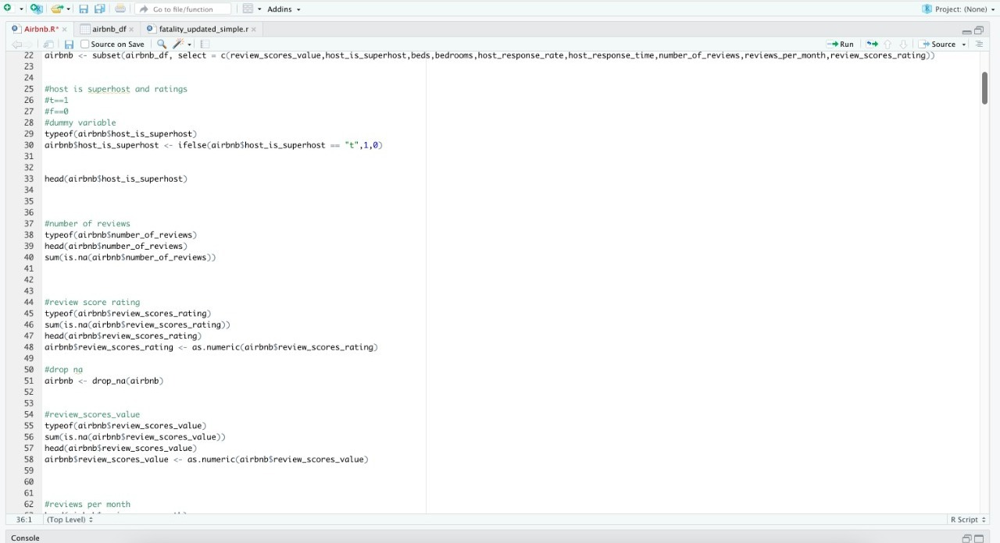 Go to file/function
Addins
Project: (None)
Airbnb.R*
airbnb_df
fatality_updated_simple.r
Source on Save
Run
Source
22 airbnb <- subset(airbnb_df, select = c(review_scores_value,host_is_superhost,beds,bedrooms,host_response_rate,host_response_time,number_of_reviews,reviews_per_month,review_scores_rating))
23
24
25 #host is superhost and ratings
26 #t==1
27 #f==0
28 #dummy variable
29 typeof(airbnb$host_is_superhost)
30 airbnb$host_is_superhost <- ifelse(airbnb$host_is_superhost == "t",1,0)
31
32
33 head(airbnb$host_is_superhost)
34
35
36
37 #number of reviews
38 typeof(airbnb$number_of_reviews)
39 head(airbnb$number_of_reviews)
40 sum(is.na(airbnb$number_of_reviews))
41
42
43
44 #review score rating
45 typeof(airbnb$review_scores_rating)
46 sum(is.na(airbnb$review_scores_rating))
47 head(airbnb$review_scores_rating)
48 airbnb$review_scores_rating <- as.numeric(airbnb$review_scores_rating)
49
50 #drop na
51 airbnb <- drop_na(airbnb)
52
53
54 #review_scores_value
55 typeof(airbnb$review_scores_value)
56 sum(is.na(airbnb$review_scores_value))
57 head(airbnb$review_scores_value)
58 airbnb$review_scores_value <- as.numeric(airbnb$review_scores_value)
59
60
61
62 #reviews per month
36:1
(Top Level)
R Script
Console